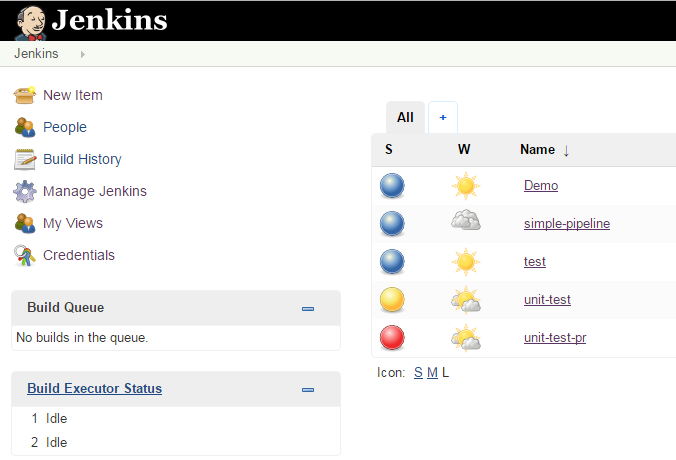 Jenkins
Jenkins
New Item
People
Build History
Manage Jenkins
My Views
Credentials
Build Queue
No builds in the queue.
Build Executor Status
1 Idle
2 Idle
All +
S W Name ↓
Demo
simple-pipeline
test
unit-test
unit-test-pr
Icon: S M L